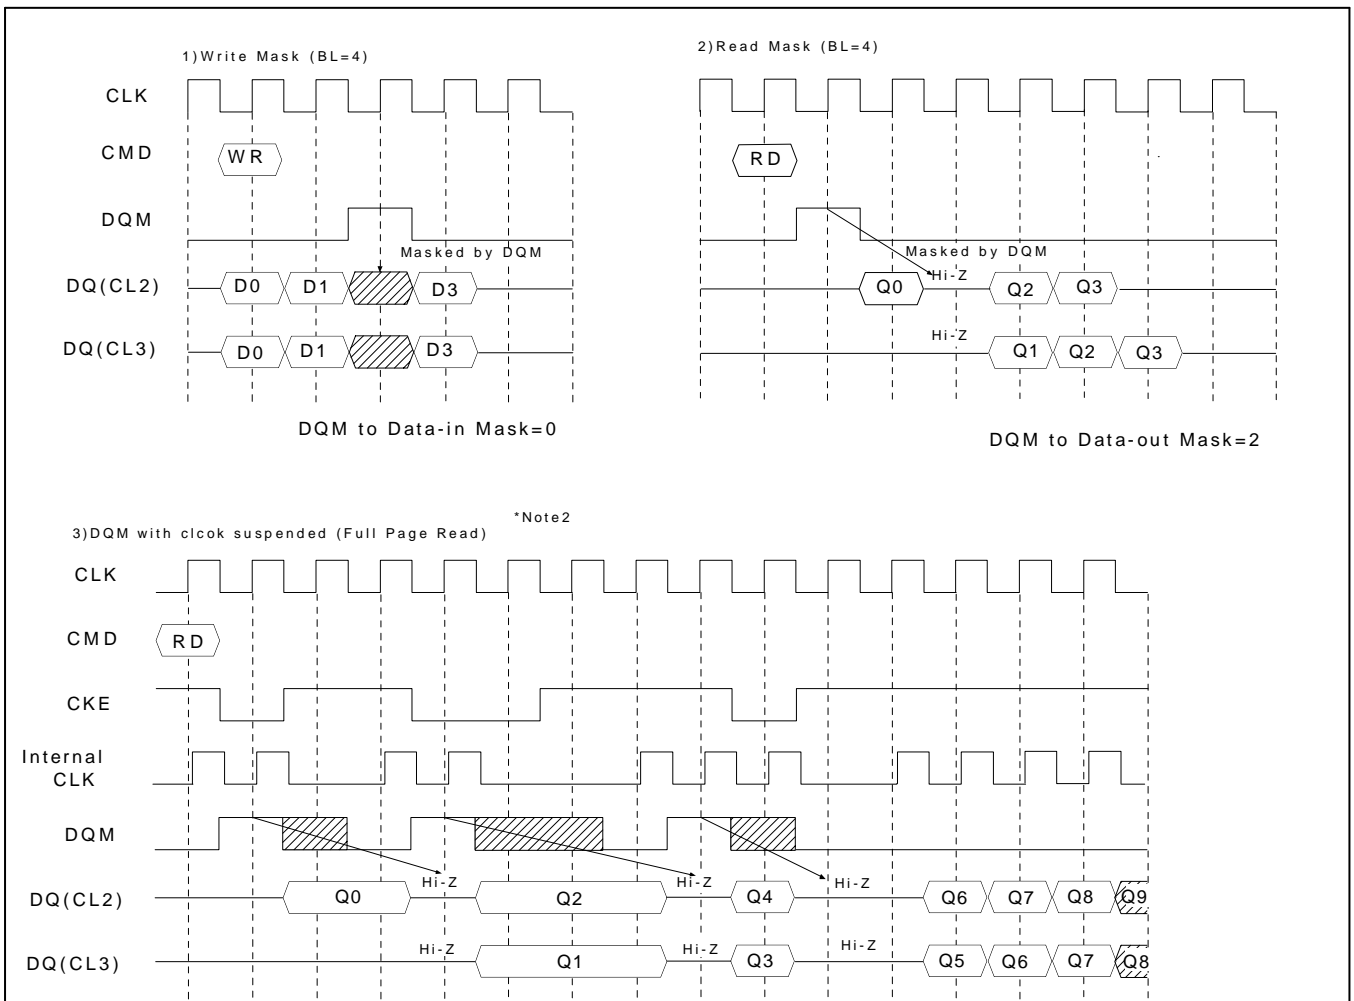 1)Write Mask (BL=4)
CLK
CMD
WR
DQM
Masked by DQM
DQ(CL2)
D0 D1 D3
DQ(CL3)
D0 D1 D3
DQM to Data-in Mask=0
2)Read Mask (BL=4)
RD
Masked by DQM
Hi-Z
Q0 Q2 Q3
Hi-Z
Q1 Q2 Q3
DQM to Data-out Mask=2
*Note2
3)DQM with clcok suspended (Full Page Read)
CLK
CMD
RD
CKE
Internal
CLK
DQM
Hi-Z Hi-Z Hi-Z
DQ(CL2)
Q0 Q2 Q4 Q6 Q7 Q8 Q9
Hi-Z Hi-Z Hi-Z
DQ(CL3)
Q1 Q3 Q5 Q6 Q7 Q8